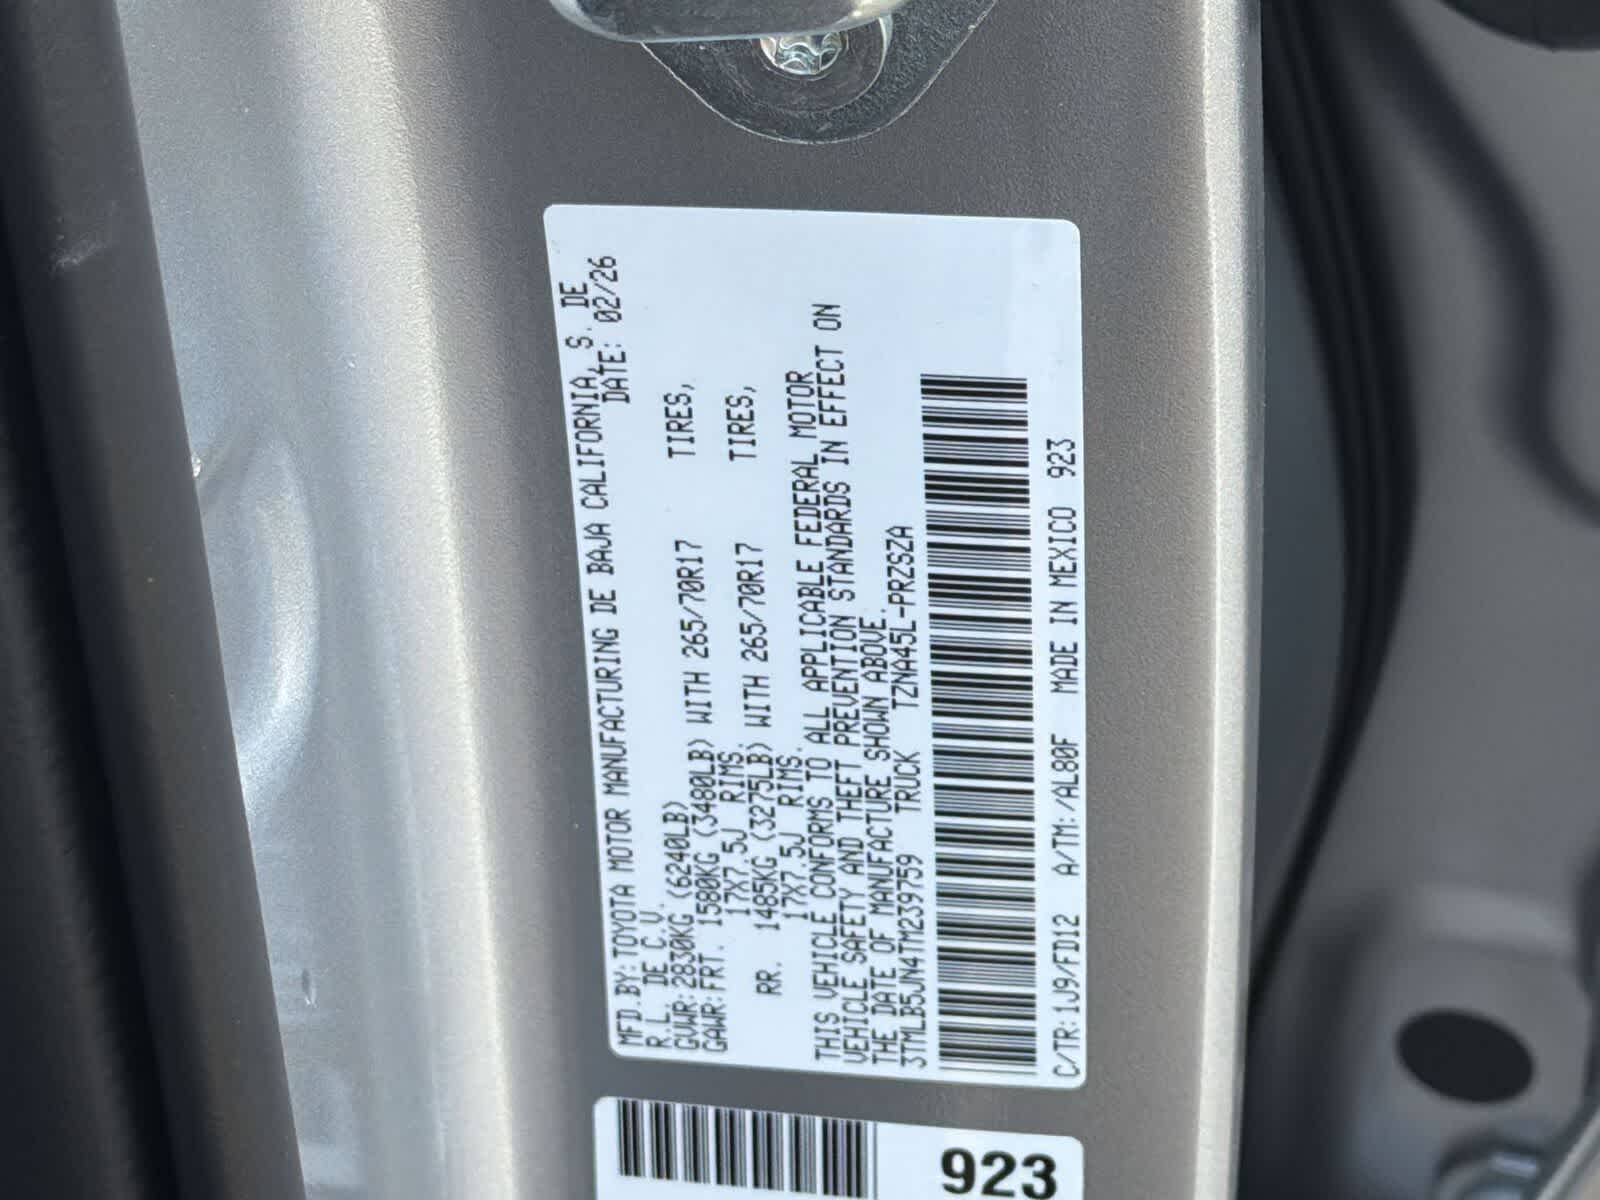 MFD.BY:TOYOTA MOTOR MANUFACTURING DE BAJA CALIFORNIA, S. DE
R.L. DE C.V. DATE: 02/26
GVWR:2830KG (6240LB)
GAWR:FRT. 1580KG (3480LB) WITH 265/70R17 TIRES,
17X7.5J RIMS.
RR. 1485KG (3275LB) WITH 265/70R17 TIRES,
17X7.5J RIMS.
THIS VEHICLE CONFORMS TO ALL APPLICABLE FEDERAL MOTOR
VEHICLE SAFETY AND THEFT PREVENTION STANDARDS IN EFFECT ON
THE DATE OF MANUFACTURE SHOWN ABOVE.
3TMLB5JN4TM239759 TRUCK TZNA45L-PRZSZA
C/TR:1J9/FD12 A/TM:/AL80F MADE IN MEXICO 923
923